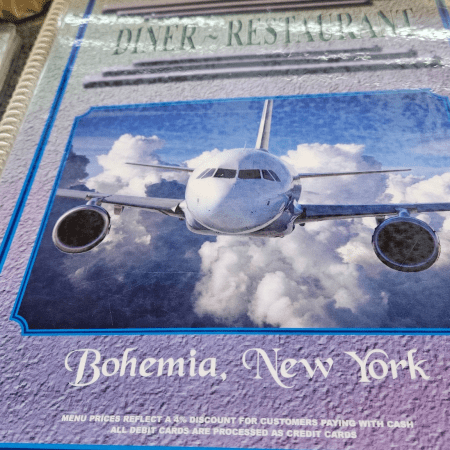 DINER ~ RESTAURANT
Bohemia, New York
MENU PRICES REFLECT A 4% DISCOUNT FOR CUSTOMERS PAYING WITH CASH
ALL DEBIT CARDS ARE PROCESSED AS CREDIT CARDS